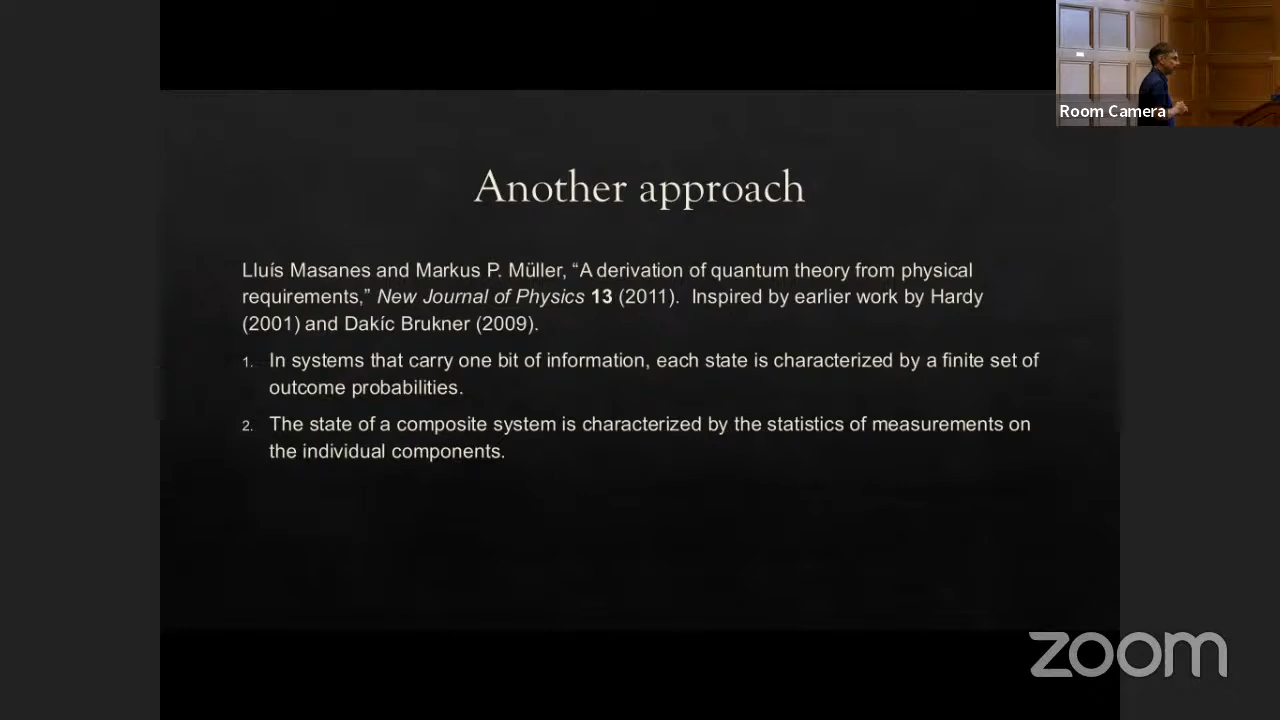 Room Camera
Another approach
Lluís Masanes and Markus P. Müller, “A derivation of quantum theory from physical
requirements,” New Journal of Physics 13 (2011).  Inspired by earlier work by Hardy
(2001) and Dakíc Brukner (2009).
1. In systems that carry one bit of information, each state is characterized by a finite set of
outcome probabilities.
2. The state of a composite system is characterized by the statistics of measurements on
the individual components.
zoom